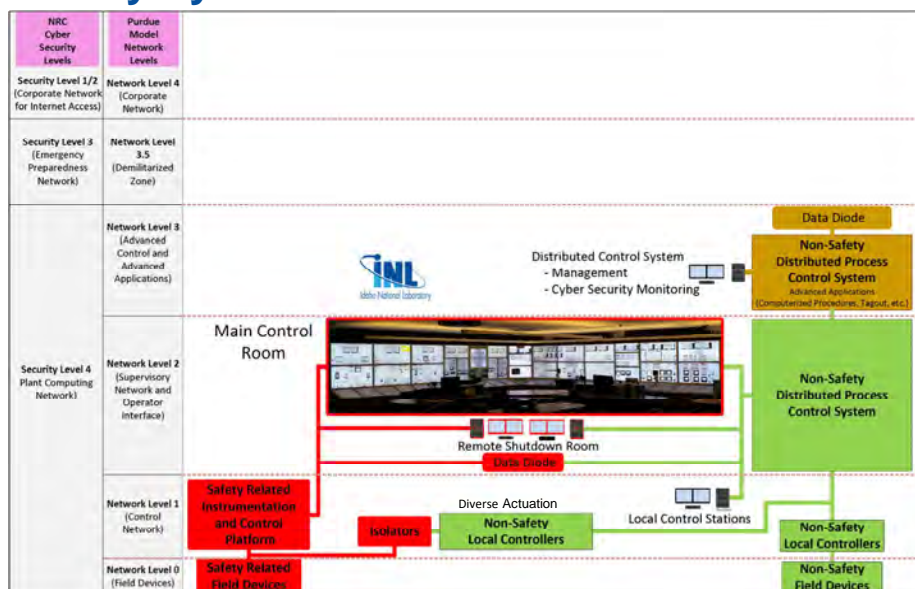 NRC
Cyber
Security
Levels
Purdue
Model
Network
Levels
Security Level 1/2
(Corporate Network
for Internet Access)
Network Level 4
(Corporate
Network)
Security Level 3
(Emergency
Preparedness
Network)
Network Level
3.5
(Demilitarized
Zone)
Security Level 4
Plant Computing
Network)
Network Level 3
(Advanced
Control and
Advanced
Applications)
INL
Idaho National Laboratory
Distributed Control System
- Management
- Cyber Security Monitoring
Data Diode
Non-Safety
Distributed Process
Control System
Advanced Applications
(Computerized Procedures, Tagout, etc.)
Network Level 2
(Supervisory
Network and
Operator
Interface)
Main Control
Room
Non-Safety
Distributed Process
Control System
Remote Shutdown Room
Data Diode
Network Level 1
(Control
Network)
Safety Related
Instrumentation
and Control
Platform
Isolators
Diverse Actuation
Non-Safety
Local Controllers
Local Control Stations
Non-Safety
Local Controllers
Network Level 0
(Field Devices)
Safety Related
Field Devices
Non-Safety
Field Devices